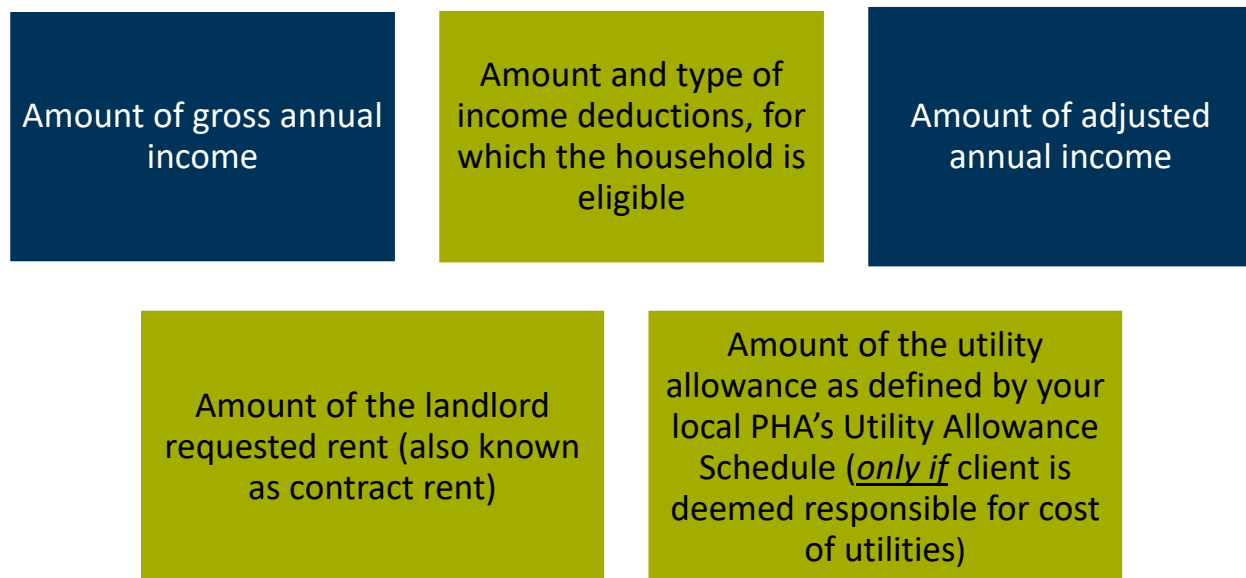 Amount of gross annual
income
Amount and type of
income deductions, for
which the household is
eligible
Amount of adjusted
annual income
Amount of the landlord
requested rent (also known
as contract rent)
Amount of the utility
allowance as defined by your
local PHA’s Utility Allowance
Schedule (only if client is
deemed responsible for cost
of utilities)